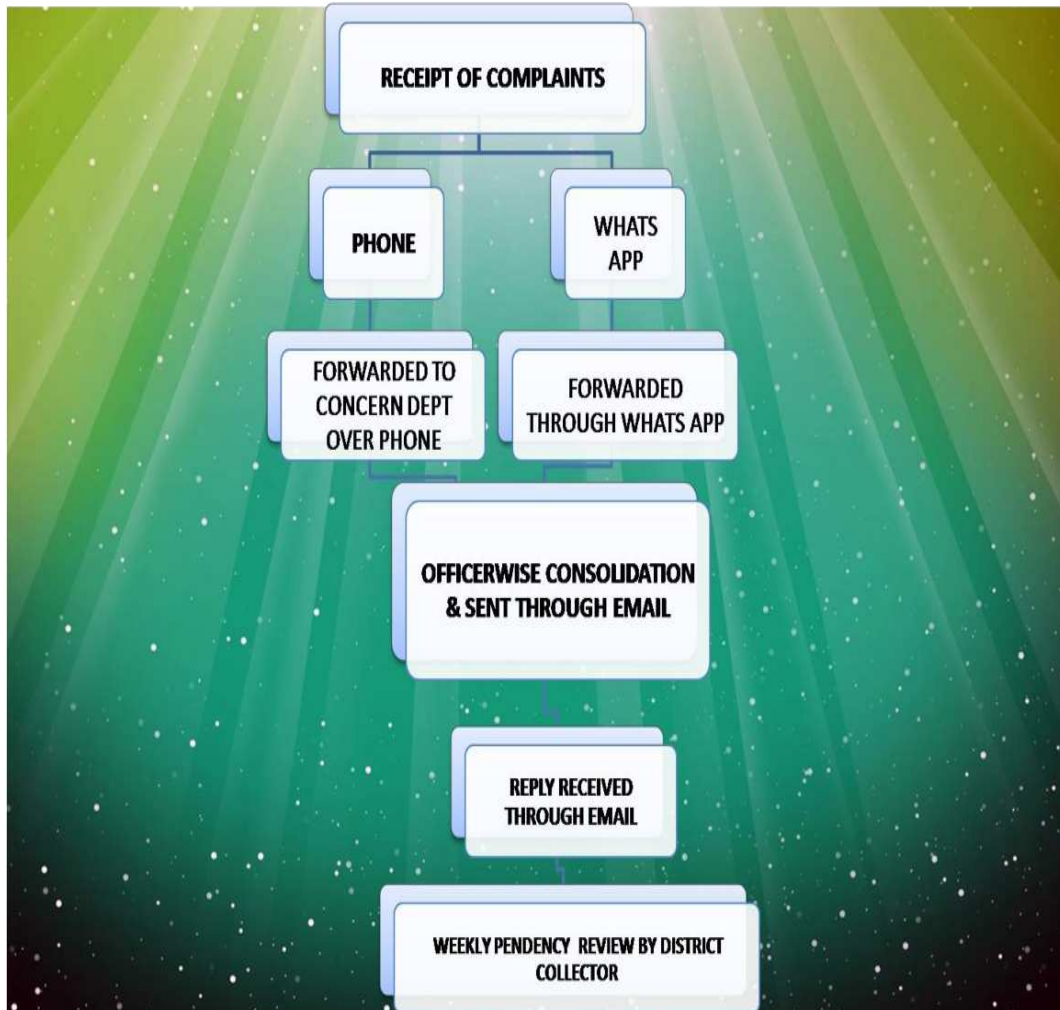 RECEIPT OF COMPLAINTS
PHONE
WHATS
APP
FORWARDED TO
CONCERN DEPT
OVER PHONE
FORWARDED
THROUGH WHATS APP
OFFICERWISE CONSOLIDATION
& SENT THROUGH EMAIL
REPLY RECEIVED
THROUGH EMAIL
WEEKLY PENDENCY REVIEW BY DISTRICT
COLLECTOR